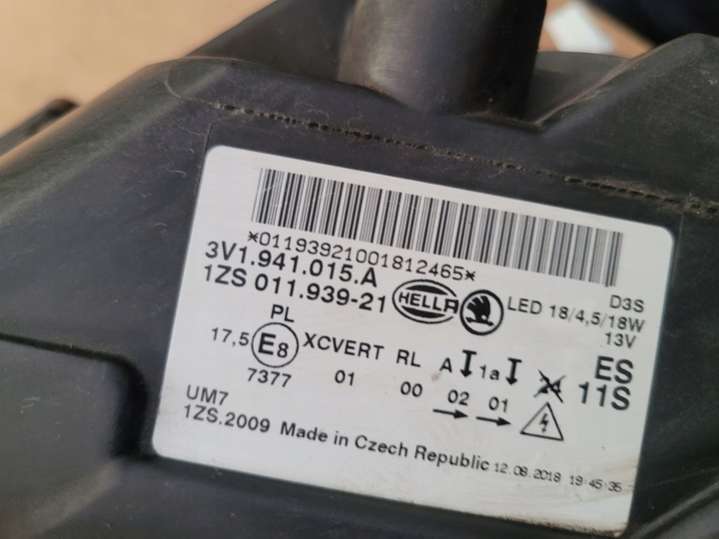 *01193921001812465*
3V1.941.015.A
1ZS 011.939-21 HELLA LED 18/4,5/18W D3S
13V
PL
17,5 E8 XCVERT RL A 1a 24 ES
7377 01 00 02 01 11S
UM7
1ZS.2009 Made in Czech Republic 12.08.2018 19:45:35